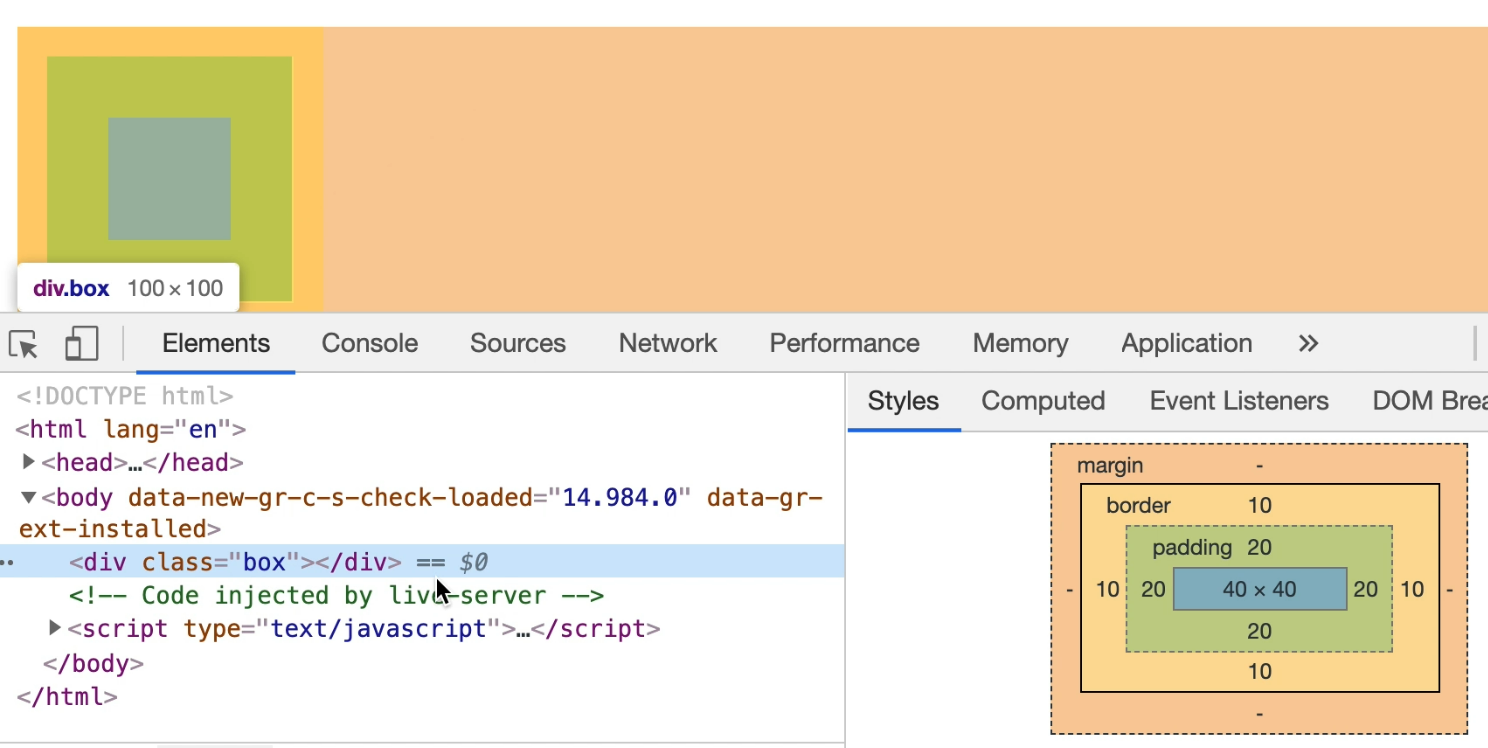 div.box 100 × 100
Elements Console Sources Network Performance Memory Application »
<!DOCTYPE html>
<html lang="en">
▶<head>…</head>
▼<body data-new-gr-c-s-check-loaded="14.984.0" data-gr-
ext-installed>
<div class="box"></div> == $0
<!-- Code injected by live-server -->
▶<script type="text/javascript">…</script>
</body>
</html>
Styles Computed Event Listeners DOM Brea
margin -
border 10
padding 20
- 10 20 40 × 40 20 10 -
20
10
-